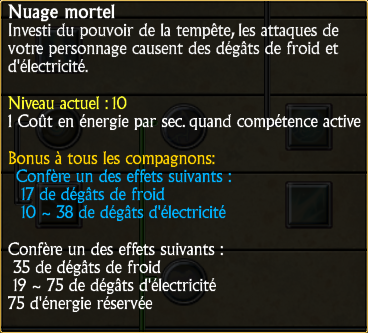 Nuage mortel
Investi du pouvoir de la tempête, les attaques de
votre personnage causent des dégâts de froid et
d'électricité.
Niveau actuel : 10
1 Coût en énergie par sec. quand compétence active
Bonus à tous les compagnons:
Confère un des effets suivants :
17 de dégâts de froid
10 ~ 38 de dégâts d'électricité
Confère un des effets suivants :
35 de dégâts de froid
19 ~ 75 de dégâts d'électricité
75 d'énergie réservée